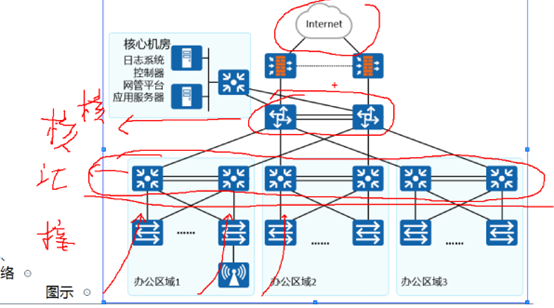 Internet
核心机房
日志系统
控制器
网管平台
应用服务器
核
核
汇
接
......
......
......
办公区域1
办公区域2
办公区域3
、
络
图示